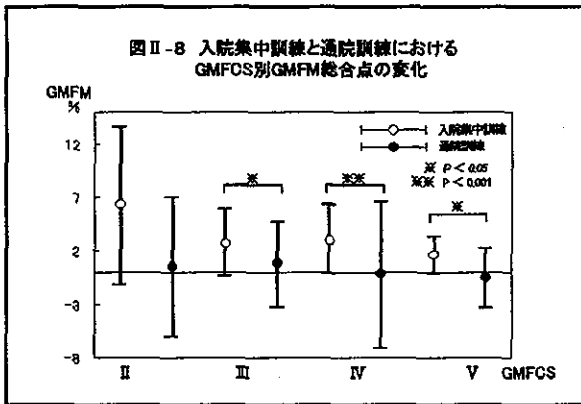 図Ⅱ-8 入院集中訓練と通院訓練における
GMFCS別GMFM総合点の変化
GMFM
%
入院集中訓練
通院訓練
※ P < 0.05
※※ P < 0.001
12
7
2
-3
-8
※
※※
※
Ⅱ Ⅲ Ⅳ Ⅴ GMFCS